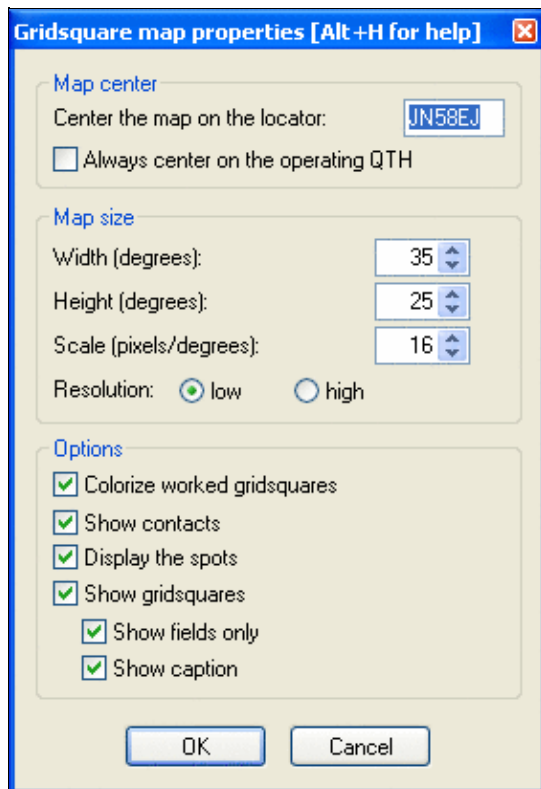 Gridsquare map properties [Alt+H for help]
Map center
Center the map on the locator: JN58EJ
Always center on the operating QTH
Map size
Width (degrees): 35
Height (degrees): 25
Scale (pixels/degrees): 16
Resolution: low high
Options
Colorize worked gridsquares
Show contacts
Display the spots
Show gridsquares
Show fields only
Show caption
OK Cancel